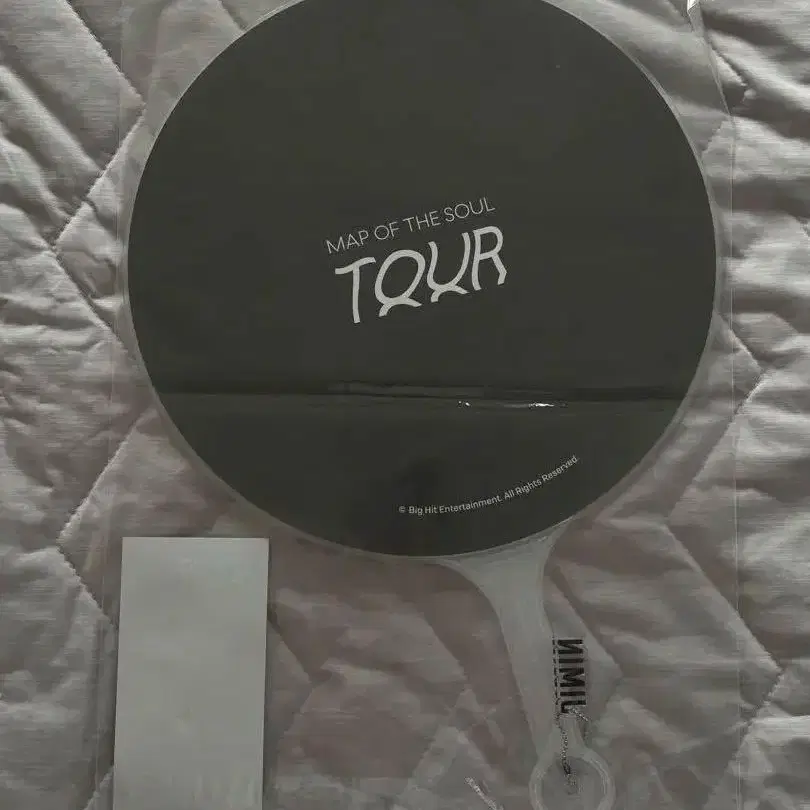 MAP OF THE SOUL
TOUR
© Big Hit Entertainment. All Rights Reserved.
JIMIN